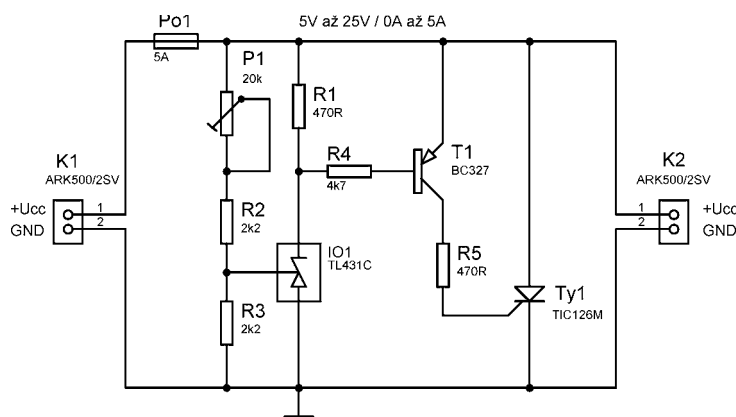 Po1
5V až 25V / 0A až 5A
5A
P1
20k
R1
470R
R4
4k7
T1
BC327
K1
ARK500/2SV
K2
ARK500/2SV
+Ucc
1
GND
2
R2
2k2
IO1
TL431C
R5
470R
1
+Ucc
2
GND
R3
2k2
Ty1
TIC126M